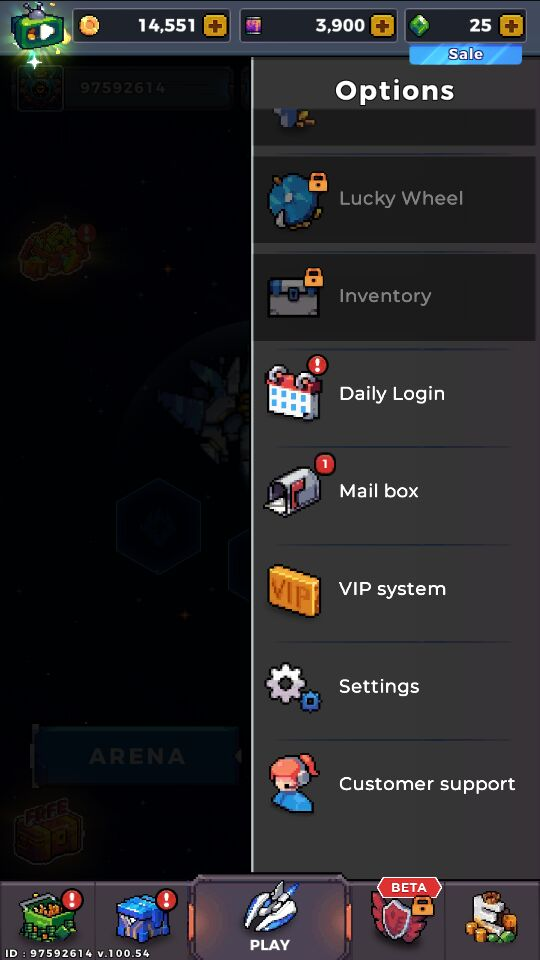 14,551
3,900
25
Sale
97592614
Options
Lucky Wheel
Inventory
!
Daily Login
1
Mail box
VIP
VIP system
Settings
ARENA
Customer support
!
!
BETA
PLAY
ID : 97592614 v.100.54